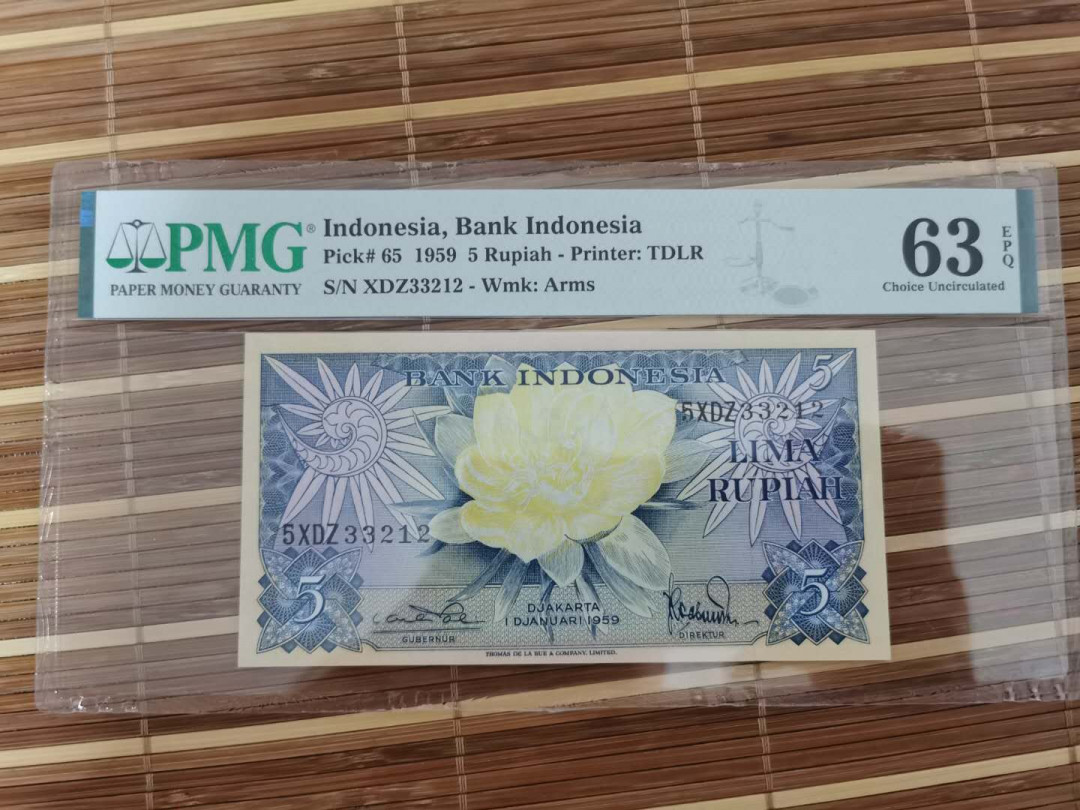 PMG®
PAPER MONEY GUARANTY
Indonesia, Bank Indonesia
Pick# 65 1959 5 Rupiah - Printer: TDLR
S/N XDZ33212 - Wmk: Arms
63
EPQ
Choice Uncirculated
BANK INDONESIA
5
5XDZ33212
LIMA
RUPIAH
5XDZ33212
5
5
DJAKARTA
1 DJANUARI 1959
GUBERNUR
DIREKTUR
THOMAS DE LA RUE & COMPANY, LIMITED.